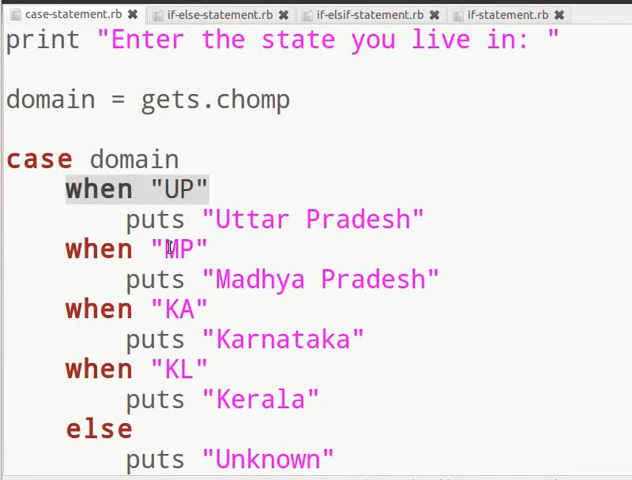 case-statement.rb if-else-statement.rb if-elsif-statement.rb if-statement.rb
print "Enter the state you live in: "
domain = gets.chomp
case domain
when "UP"
puts "Uttar Pradesh"
when "MP"
puts "Madhya Pradesh"
when "KA"
puts "Karnataka"
when "KL"
puts "Kerala"
else
puts "Unknown"